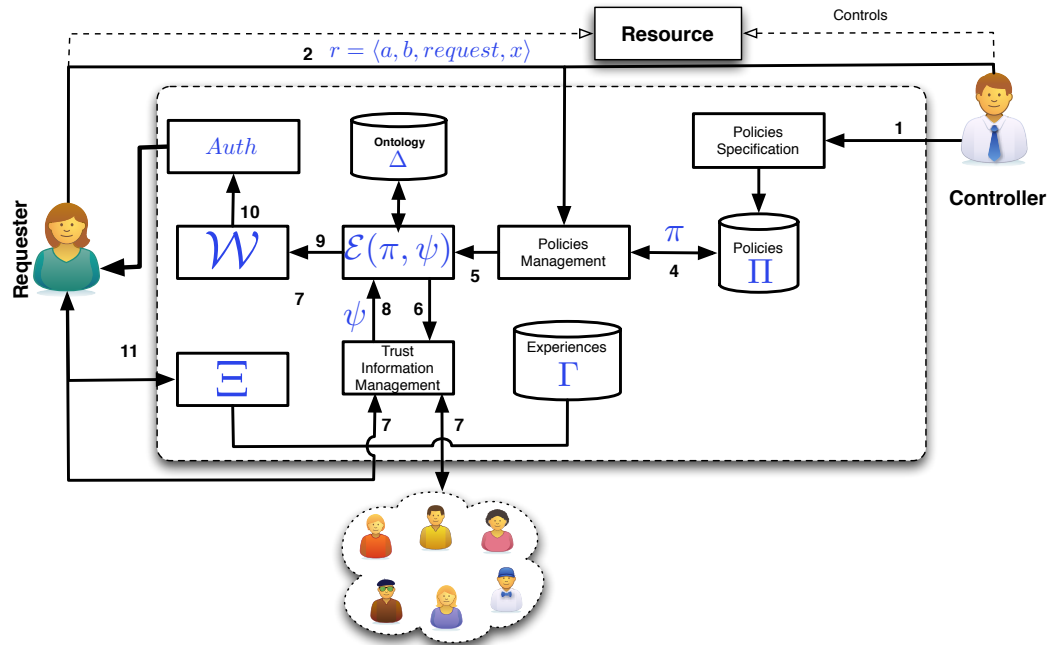 Controls
Resource
2 r = ⟨a, b, request, x⟩
Auth
Ontology
Δ
Policies
Specification
1
Controller
Requester
10
W
9
ℰ(π, ψ)
5
Policies
Management
π
4
Policies
Π
7
ψ
8
6
11
Ξ
Trust
Information
Management
Experiences
Γ
7
7